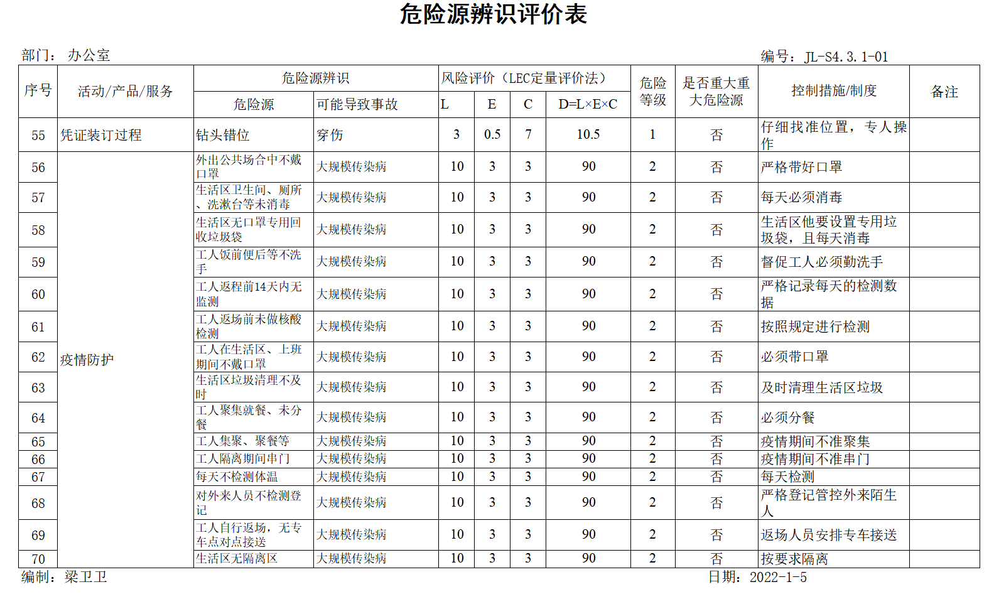 危险源辨识评价表
部门： 办公室 编号：JL-S4.3.1-01
序号 活动/产品/服务 危险源辨识 风险评价（LEC定量评价法） 危险等级 是否重大重大危险源 控制措施/制度 备注
危险源 可能导致事故 L E C D=L×E×C
55 凭证装订过程 钻头错位 穿伤 3 0.5 7 10.5 1 否 仔细找准位置，专人操作
疫情防护
56 外出公共场合中不戴口罩 大规模传染病 10 3 3 90 2 否 严格带好口罩
57 生活区卫生间、厕所、洗漱台等未消毒 大规模传染病 10 3 3 90 2 否 每天必须消毒
58 生活区无口罩专用回收垃圾袋 大规模传染病 10 3 3 90 2 否 生活区他要设置专用垃圾袋，且每天消毒
59 工人饭前便后等不洗手 大规模传染病 10 3 3 90 2 否 督促工人必须勤洗手
60 工人返程前14天内无监测 大规模传染病 10 3 3 90 2 否 严格记录每天的检测数据
61 工人返场前未做核酸检测 大规模传染病 10 3 3 90 2 否 按照规定进行检测
62 工人在生活区、上班期间不戴口罩 大规模传染病 10 3 3 90 2 否 必须带口罩
63 生活区垃圾清理不及时 大规模传染病 10 3 3 90 2 否 及时清理生活区垃圾
64 工人聚集就餐、未分餐 大规模传染病 10 3 3 90 2 否 必须分餐
65 工人集聚、聚餐等 大规模传染病 10 3 3 90 2 否 疫情期间不准聚集
66 工人隔离期间串门 大规模传染病 10 3 3 90 2 否 疫情期间不准串门
67 每天不检测体温 大规模传染病 10 3 3 90 2 否 每天检测
68 对外来人员不检测登记 大规模传染病 10 3 3 90 2 否 严格登记管控外来陌生人
69 工人自行返场，无专车点对点接送 大规模传染病 10 3 3 90 2 否 返场人员安排专车接送
70 生活区无隔离区 大规模传染病 10 3 3 90 2 否 按要求隔离
编制：梁卫卫 日期：2022-1-5